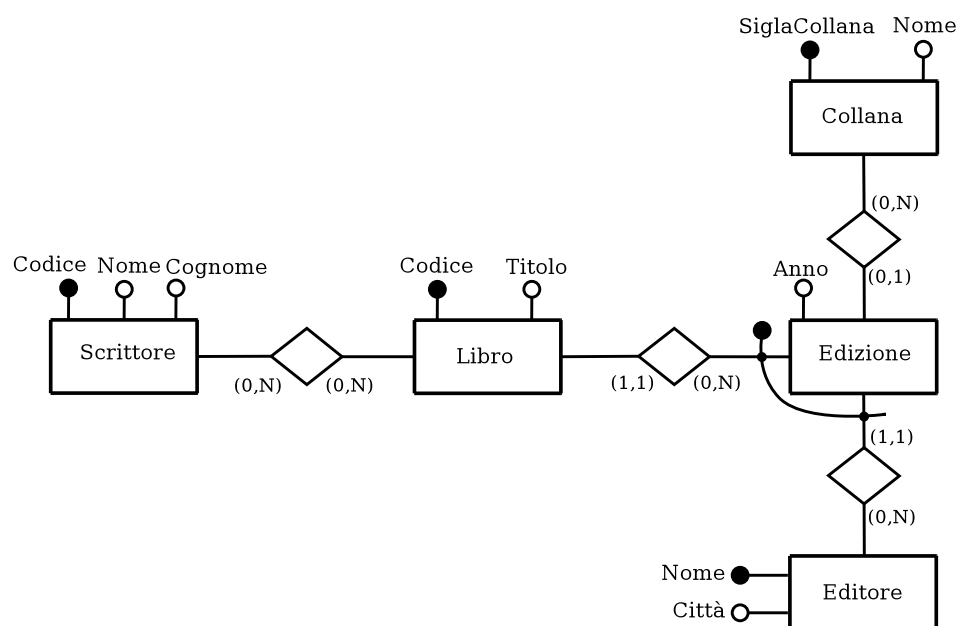 SiglaCollana Nome
Collana
(0,N)
(0,1)
Codice Nome Cognome
Codice Titolo
Anno
Scrittore
(0,N) (0,N)
Libro
(1,1) (0,N)
Edizione
(1,1)
(0,N)
Nome
Città
Editore